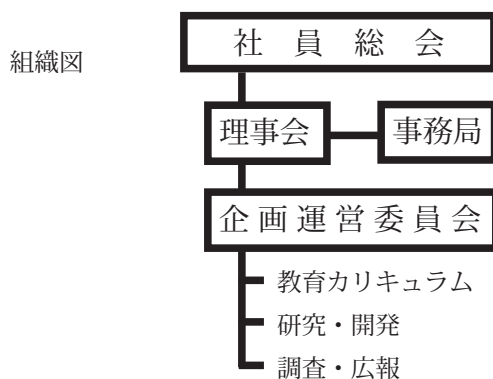 組織図
社員総会
理事会
事務局
企画運営委員会
教育カリキュラム
研究・開発
調査・広報